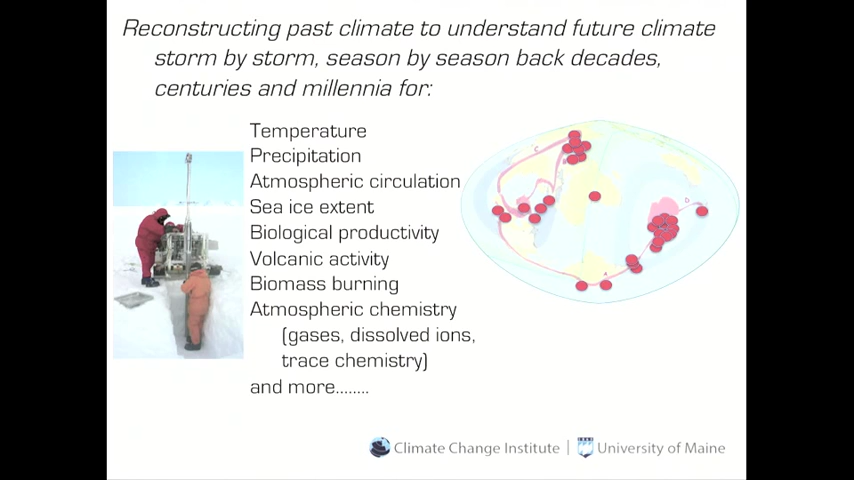 Reconstructing past climate to understand future climate
storm by storm, season by season back decades,
centuries and millennia for:
Temperature
Precipitation
Atmospheric circulation
Sea ice extent
Biological productivity
Volcanic activity
Biomass burning
Atmospheric chemistry
(gases, dissolved ions,
trace chemistry)
and more........
C
B
D
A
Climate Change Institute | University of Maine